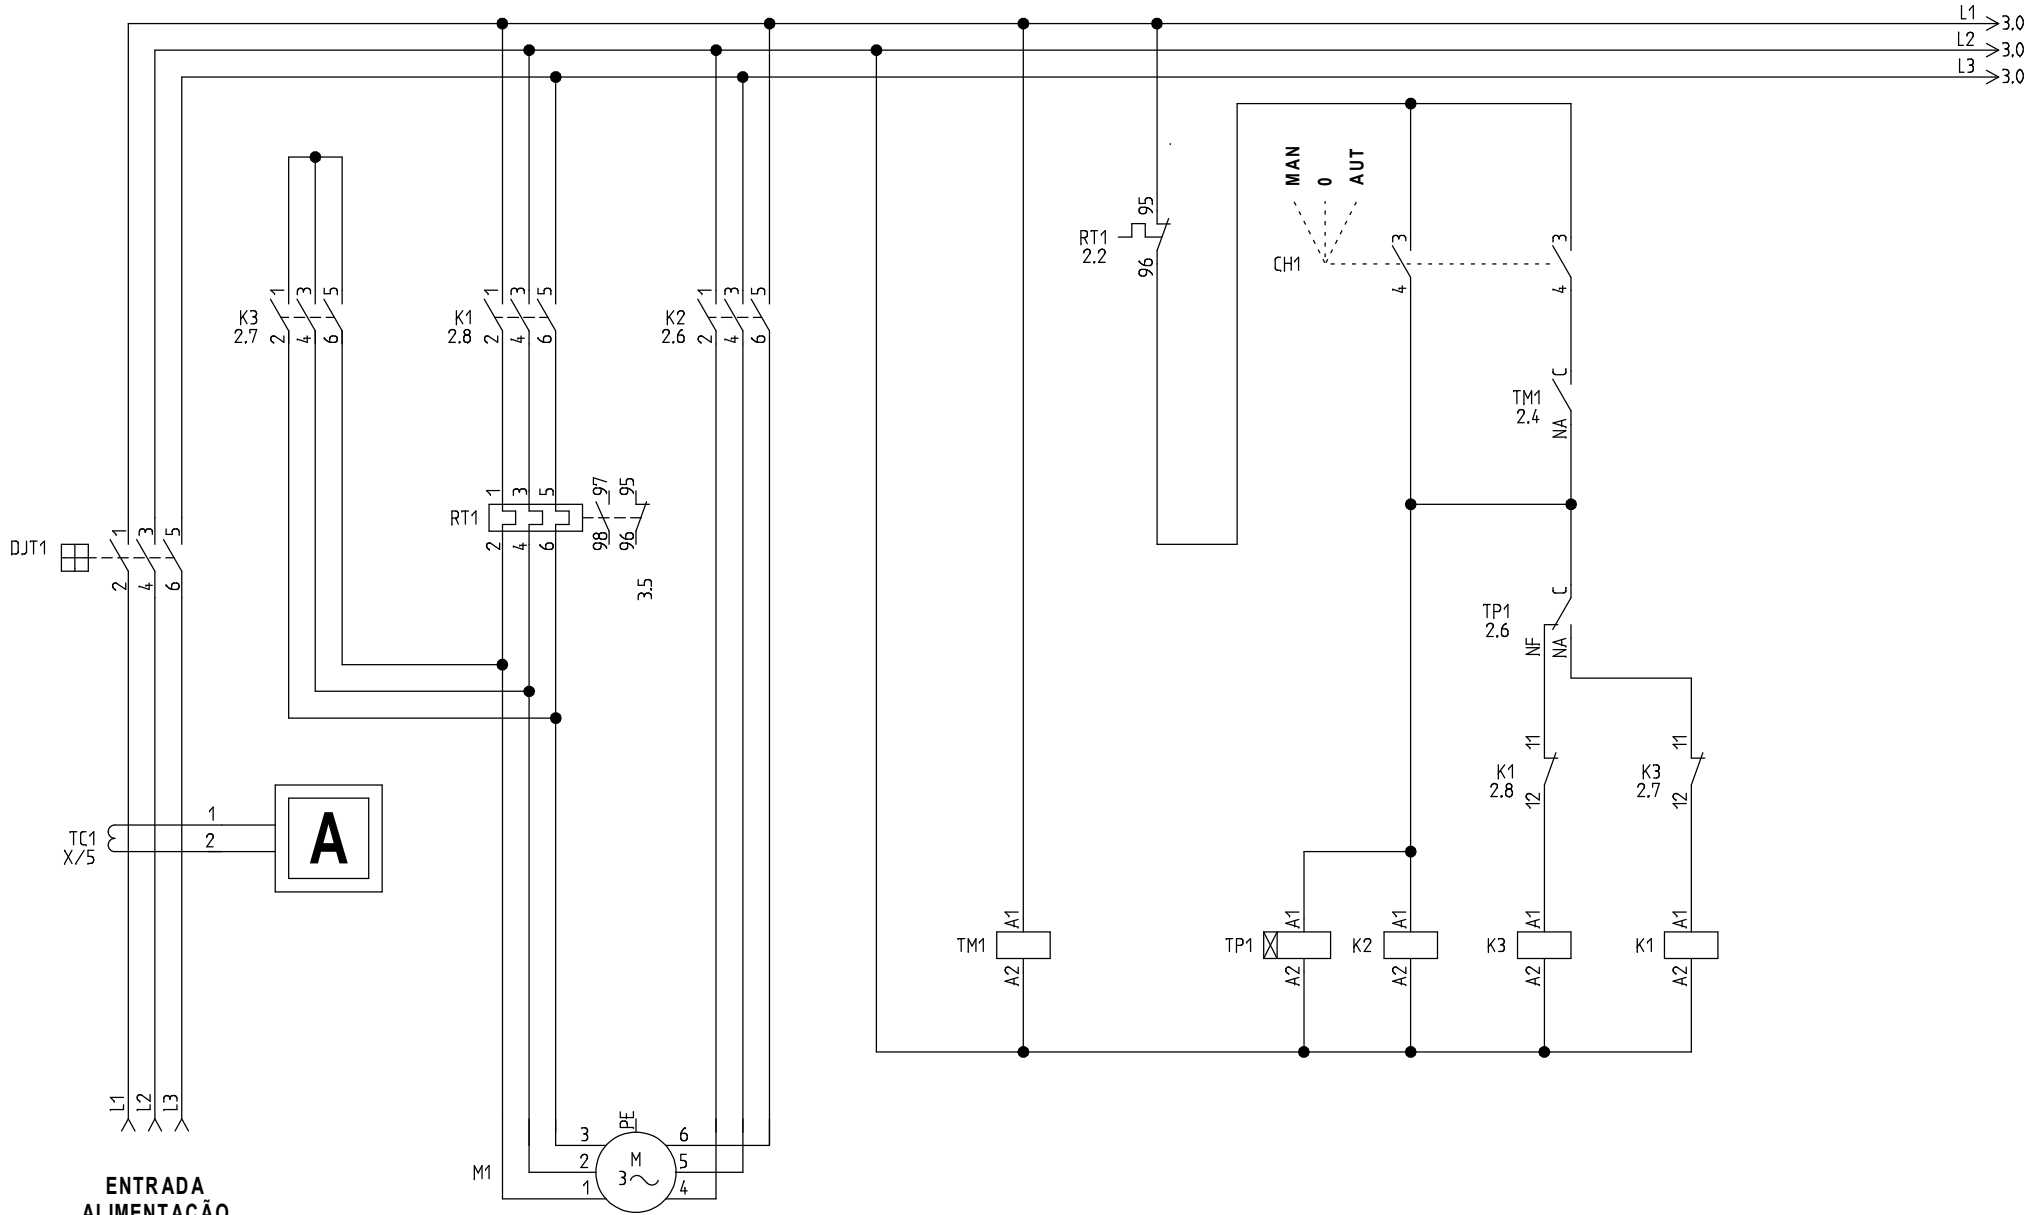 L1 3.0
L2 3.0
L3 3.0
MAN
0
AUT
95
RT1
2.2
96
CH1
3
4
3
4
1 3 5
K3
2.7
2 4 6
1 3 5
K1
2.8
2 4 6
1 3 5
K2
2.6
2 4 6
C
TM1
2.4
NA
1 3 5
RT1
2 4 6
97 95
98 96
3.5
1 3 5
DJT1
2 4 6
C
TP1
2.6
NF NA
11
K1
2.8
12
11
K3
2.7
12
TC1
X/5
1
2
A
A1
TM1
A2
A1
TP1
A2
A1
K2
A2
A1
K3
A2
A1
K1
A2
L1 L2 L3
PE
M1
3
2
1
M
3
6
5
4
ENTRADA
ALIMENTAÇÃO